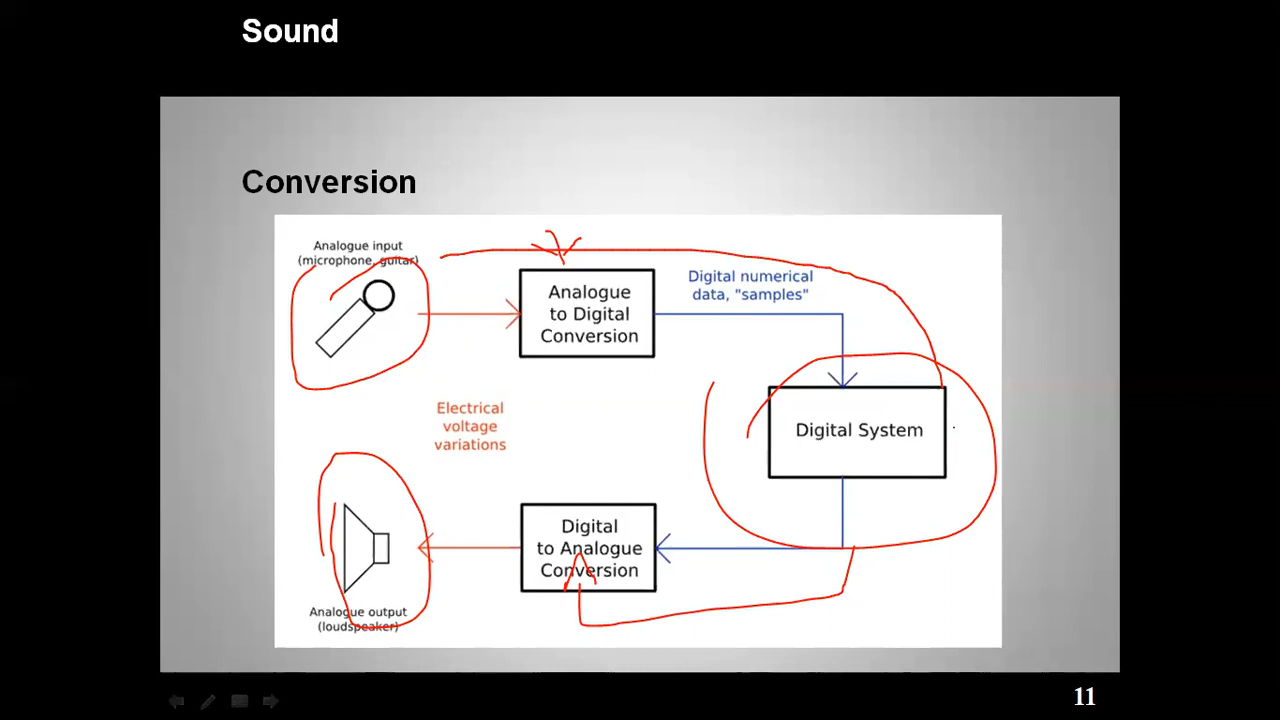 Sound
Conversion
Analogue input
(microphone, guitar)
Analogue
to Digital
Conversion
Digital numerical
data, "samples"
Electrical
voltage
variations
Digital System
Digital
to Analogue
Conversion
Analogue output
(loudspeaker)
11